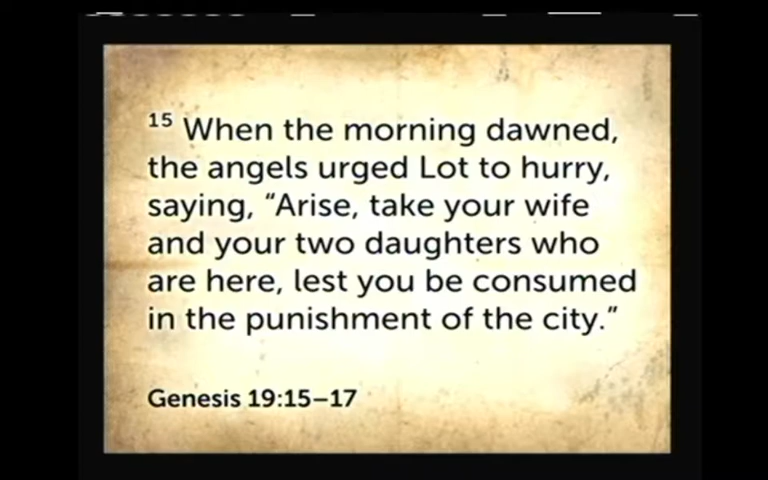 15 When the morning dawned,
the angels urged Lot to hurry,
saying, “Arise, take your wife
and your two daughters who
are here, lest you be consumed
in the punishment of the city.”
Genesis 19:15–17